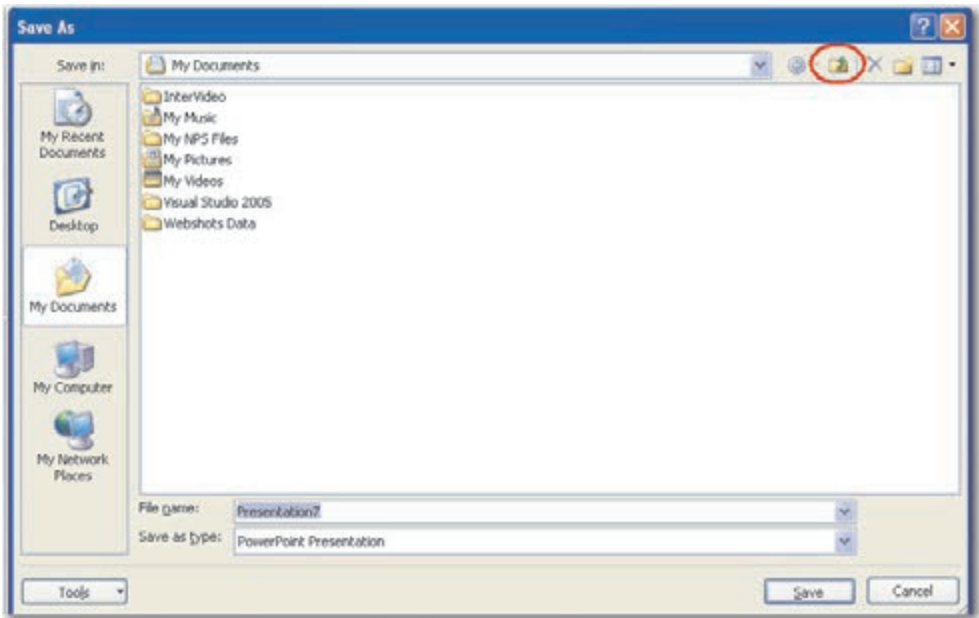 Save As
Save in:
My Documents
My Recent
Documents
Desktop
My Documents
My Computer
My Network
Places
InterVideo
My Music
My NPS Files
My Pictures
My Videos
Visual Studio 2005
Webshots Data
File name:
Presentation7
Save as type:
PowerPoint Presentation
Tools
Save
Cancel